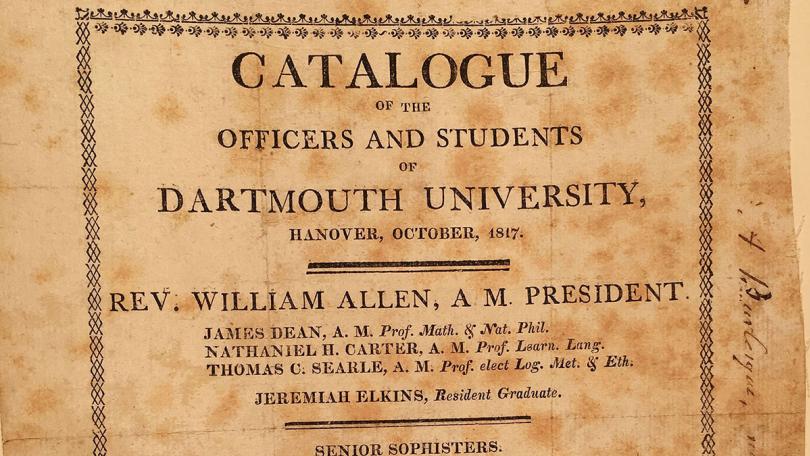 CATALOGUE
OF THE
OFFICERS AND STUDENTS
OF
DARTMOUTH UNIVERSITY,
HANOVER, OCTOBER, 1817.
REV. WILLIAM ALLEN, A M. PRESIDENT.
JAMES DEAN, A. M. Prof. Math. & Nat. Phil.
NATHANIEL H. CARTER, A. M. Prof. Learn. Lang.
THOMAS C. SEARLE, A. M. Prof. elect Log. Met. & Eth.
JEREMIAH ELKINS, Resident Graduate.
SENIOR SOPHISTERS.